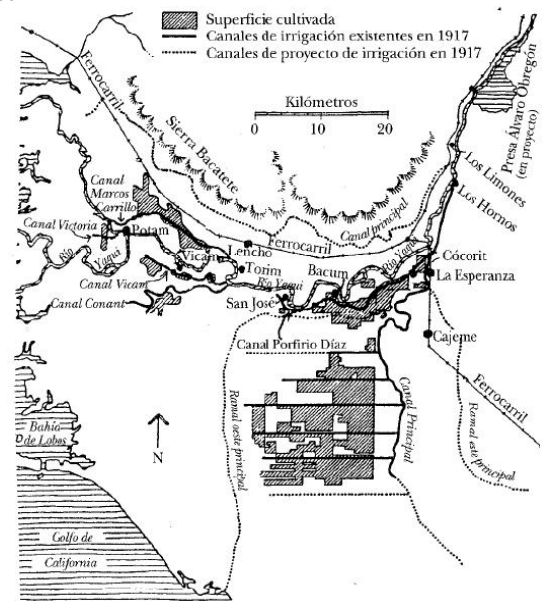 Superficie cultivada
Canales de irrigación existentes en 1917
Canales de proyecto de irrigación en 1917
Ferrocarril
Kilómetros
0 10 20
Sierra Bacatete
Presa Alvaro Obregón
(en proyecto)
Los Limones
Los Hornos
Canal
Marcos
Carrillo
Canal principal
Canal Victoria
Potam
Lencho
Ferrocarril
Río
Yaqui
Vicam
Torim
Río Yaqui
Bacum
Río Yaqui
Cócorit
La Esperanza
Canal Vicam
San José
Canal Conant
Canal Porfirio Díaz
Cajeme
Ramal oeste principal
Canal Principal
Ferrocarril
Ramal este principal
Bahía
de Lobos
N
Golfo de
California